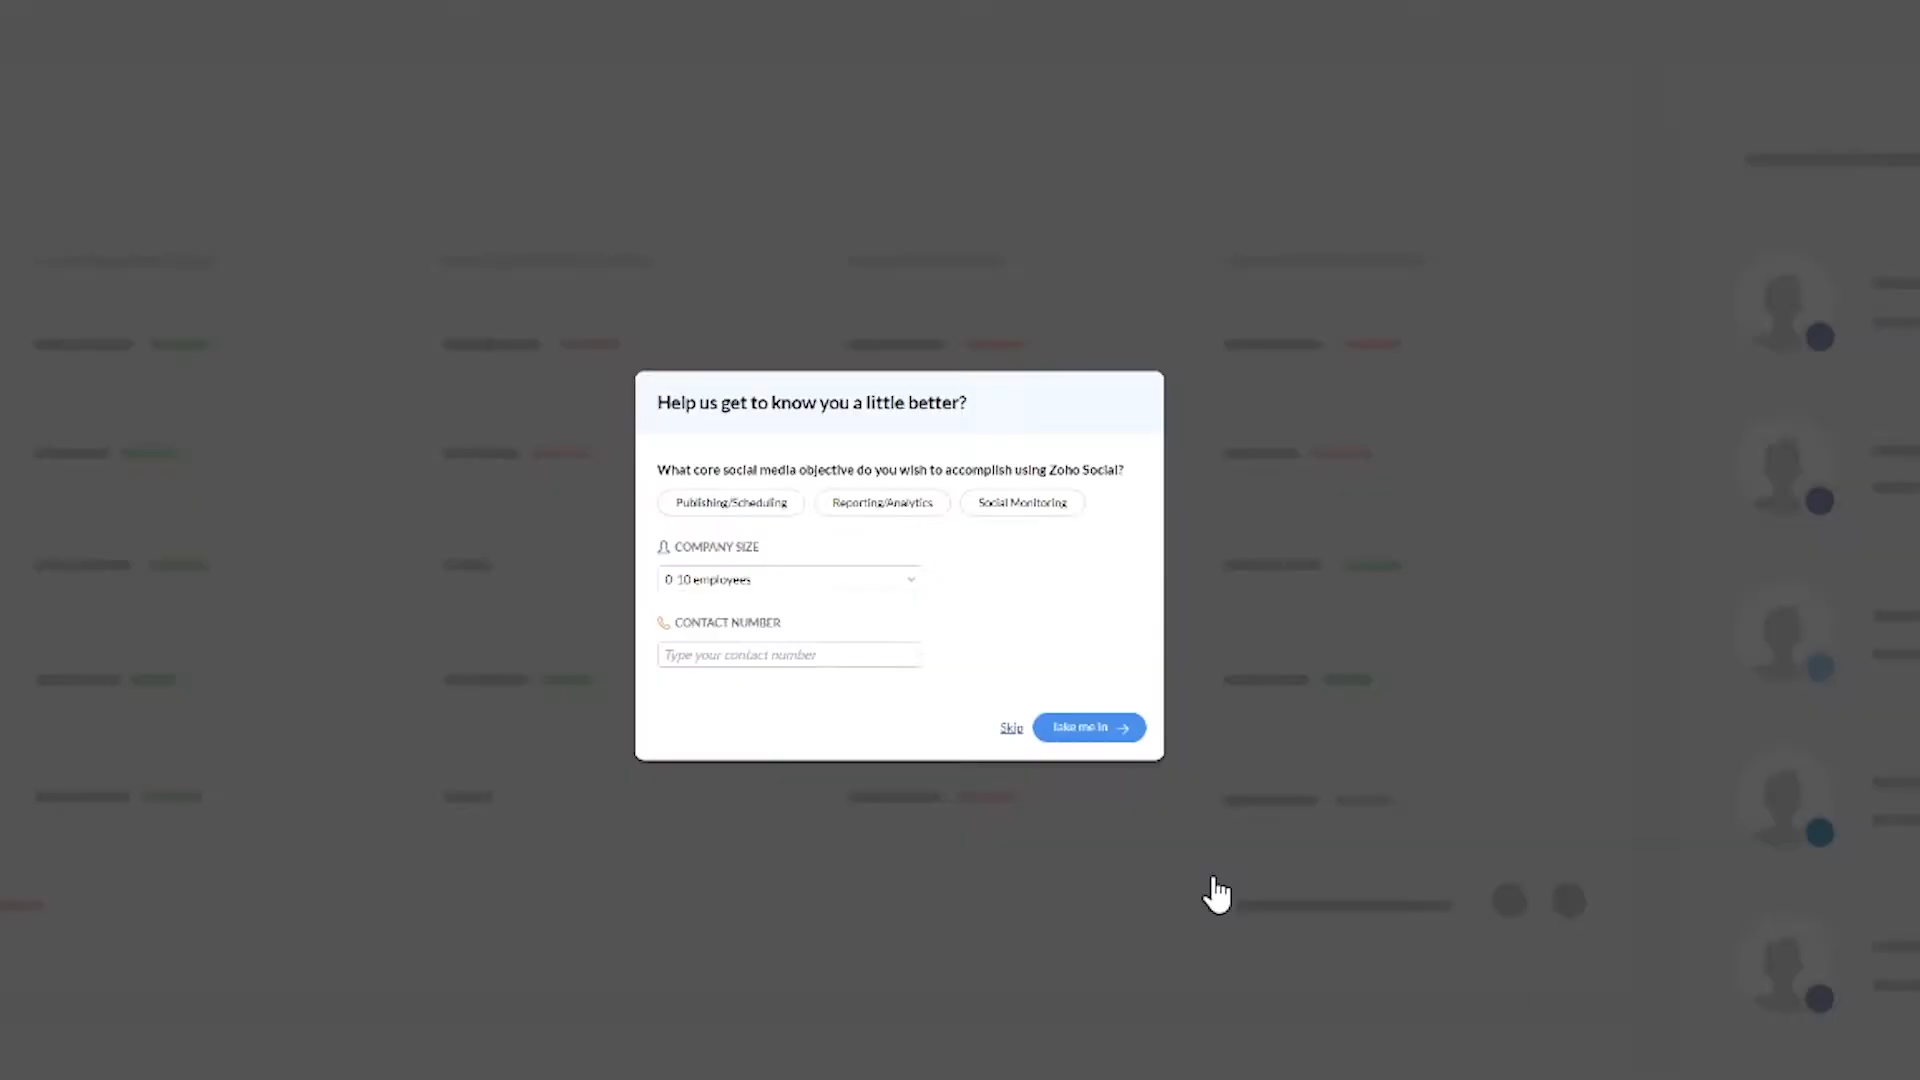 Help us get to know you a little better?
What core social media objective do you wish to accomplish using Zoho Social?
Publishing/Scheduling Reporting/Analytics Social Monitoring
COMPANY SIZE
0 10 employees
CONTACT NUMBER
Type your contact number
Skip Take me in